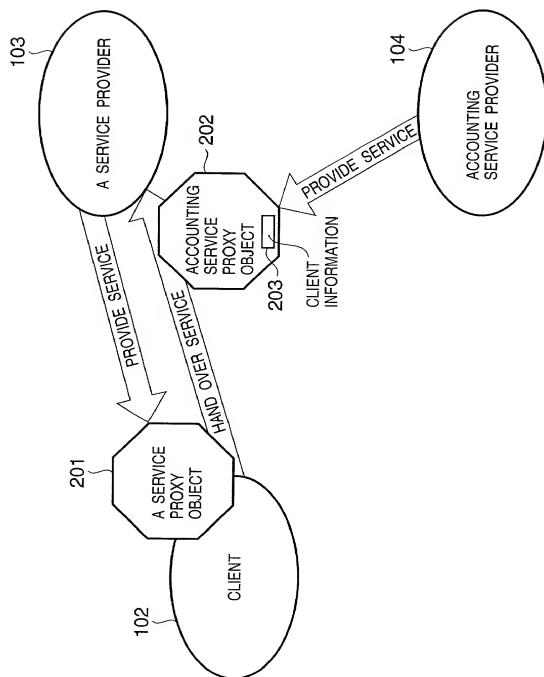 103
A SERVICE PROVIDER
PROVIDE SERVICE
201
A SERVICE
PROXY
OBJECT
HAND OVER SERVICE
202
ACCOUNTING
SERVICE
PROXY
OBJECT
203
CLIENT
INFORMATION
PROVIDE SERVICE
104
ACCOUNTING
SERVICE PROVIDER
102
CLIENT